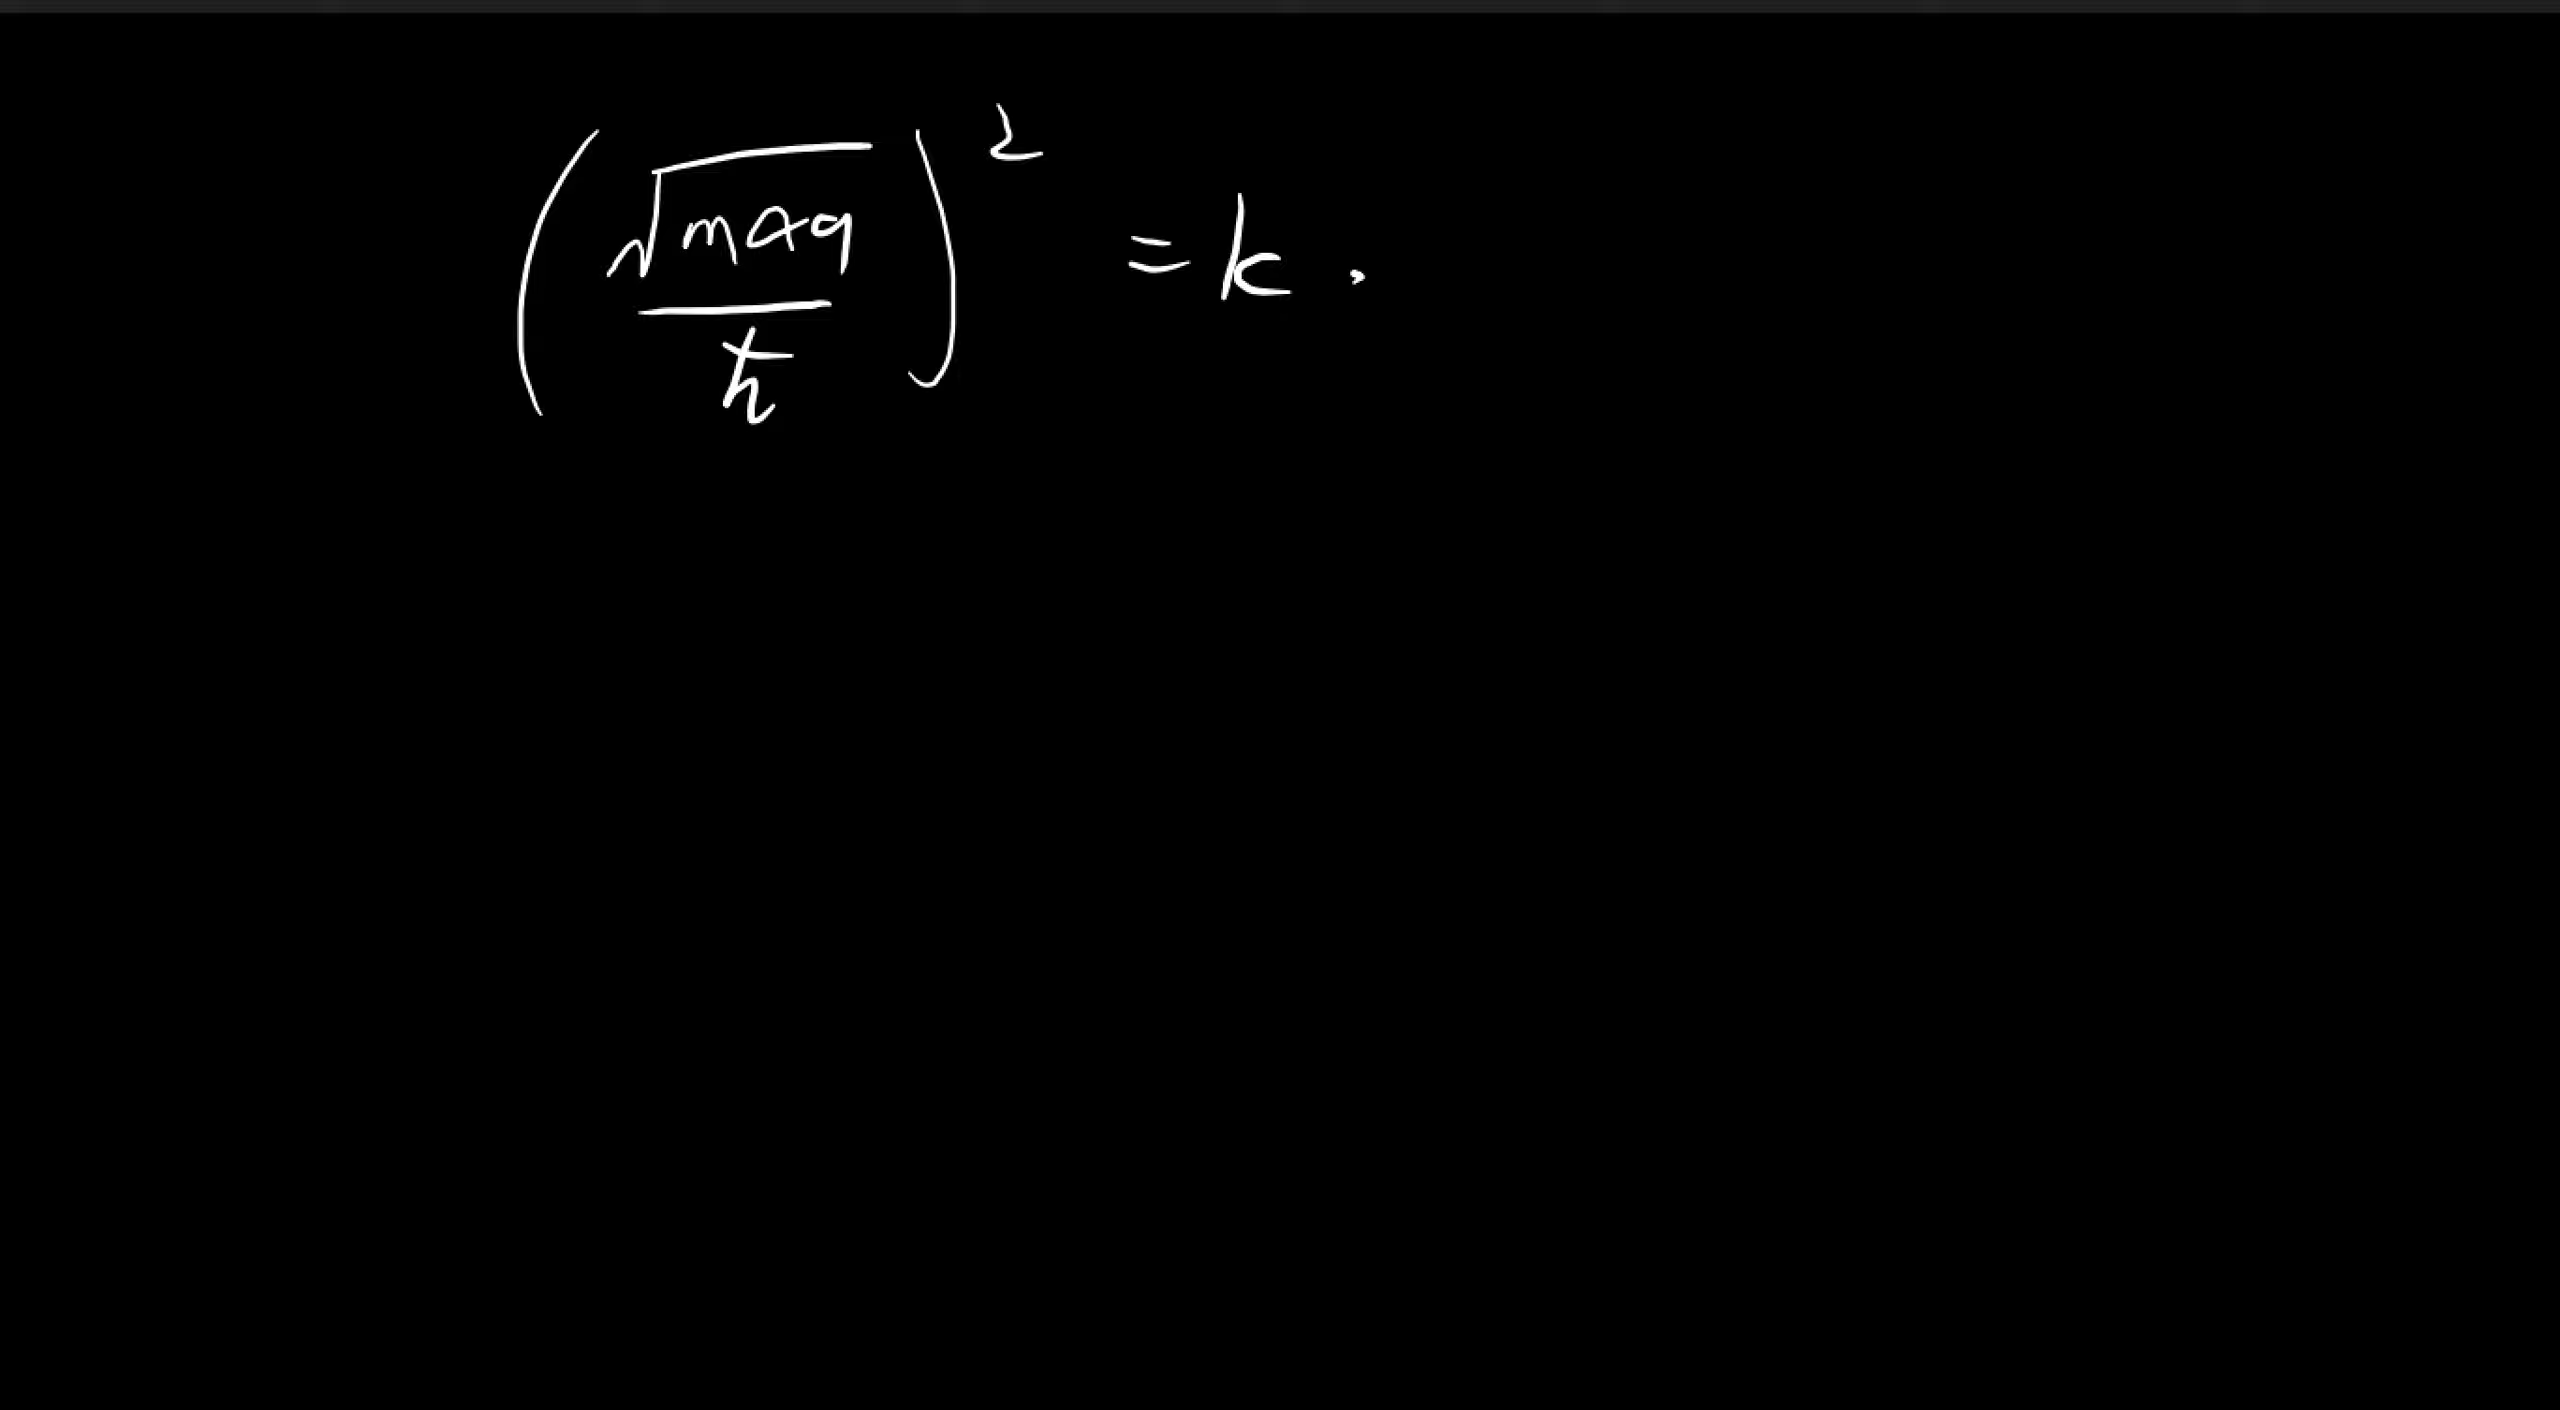 (√maq / ℏ)² = k.